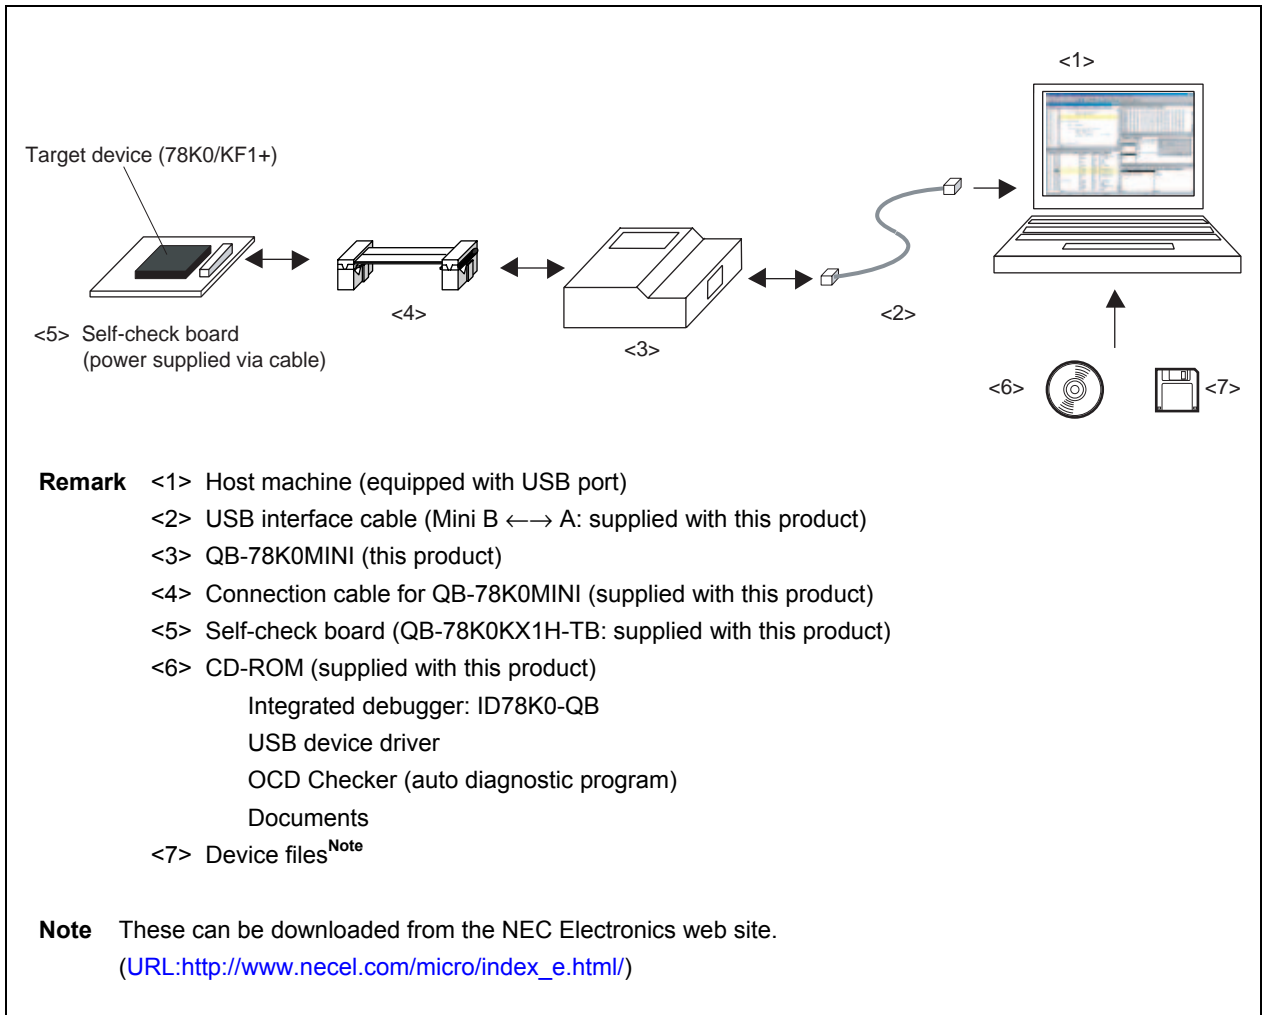 <1>
Target device (78K0/KF1+)
<4>
<2>
<5> Self-check board
(power supplied via cable)
<3>
<6>
<7>
Remark <1> Host machine (equipped with USB port)
<2> USB interface cable (Mini B ←→ A: supplied with this product)
<3> QB-78K0MINI (this product)
<4> Connection cable for QB-78K0MINI (supplied with this product)
<5> Self-check board (QB-78K0KX1H-TB: supplied with this product)
<6> CD-ROM (supplied with this product)
Integrated debugger: ID78K0-QB
USB device driver
OCD Checker (auto diagnostic program)
Documents
<7> Device files Note
Note These can be downloaded from the NEC Electronics web site.
(URL:http://www.necel.com/micro/index_e.html/)